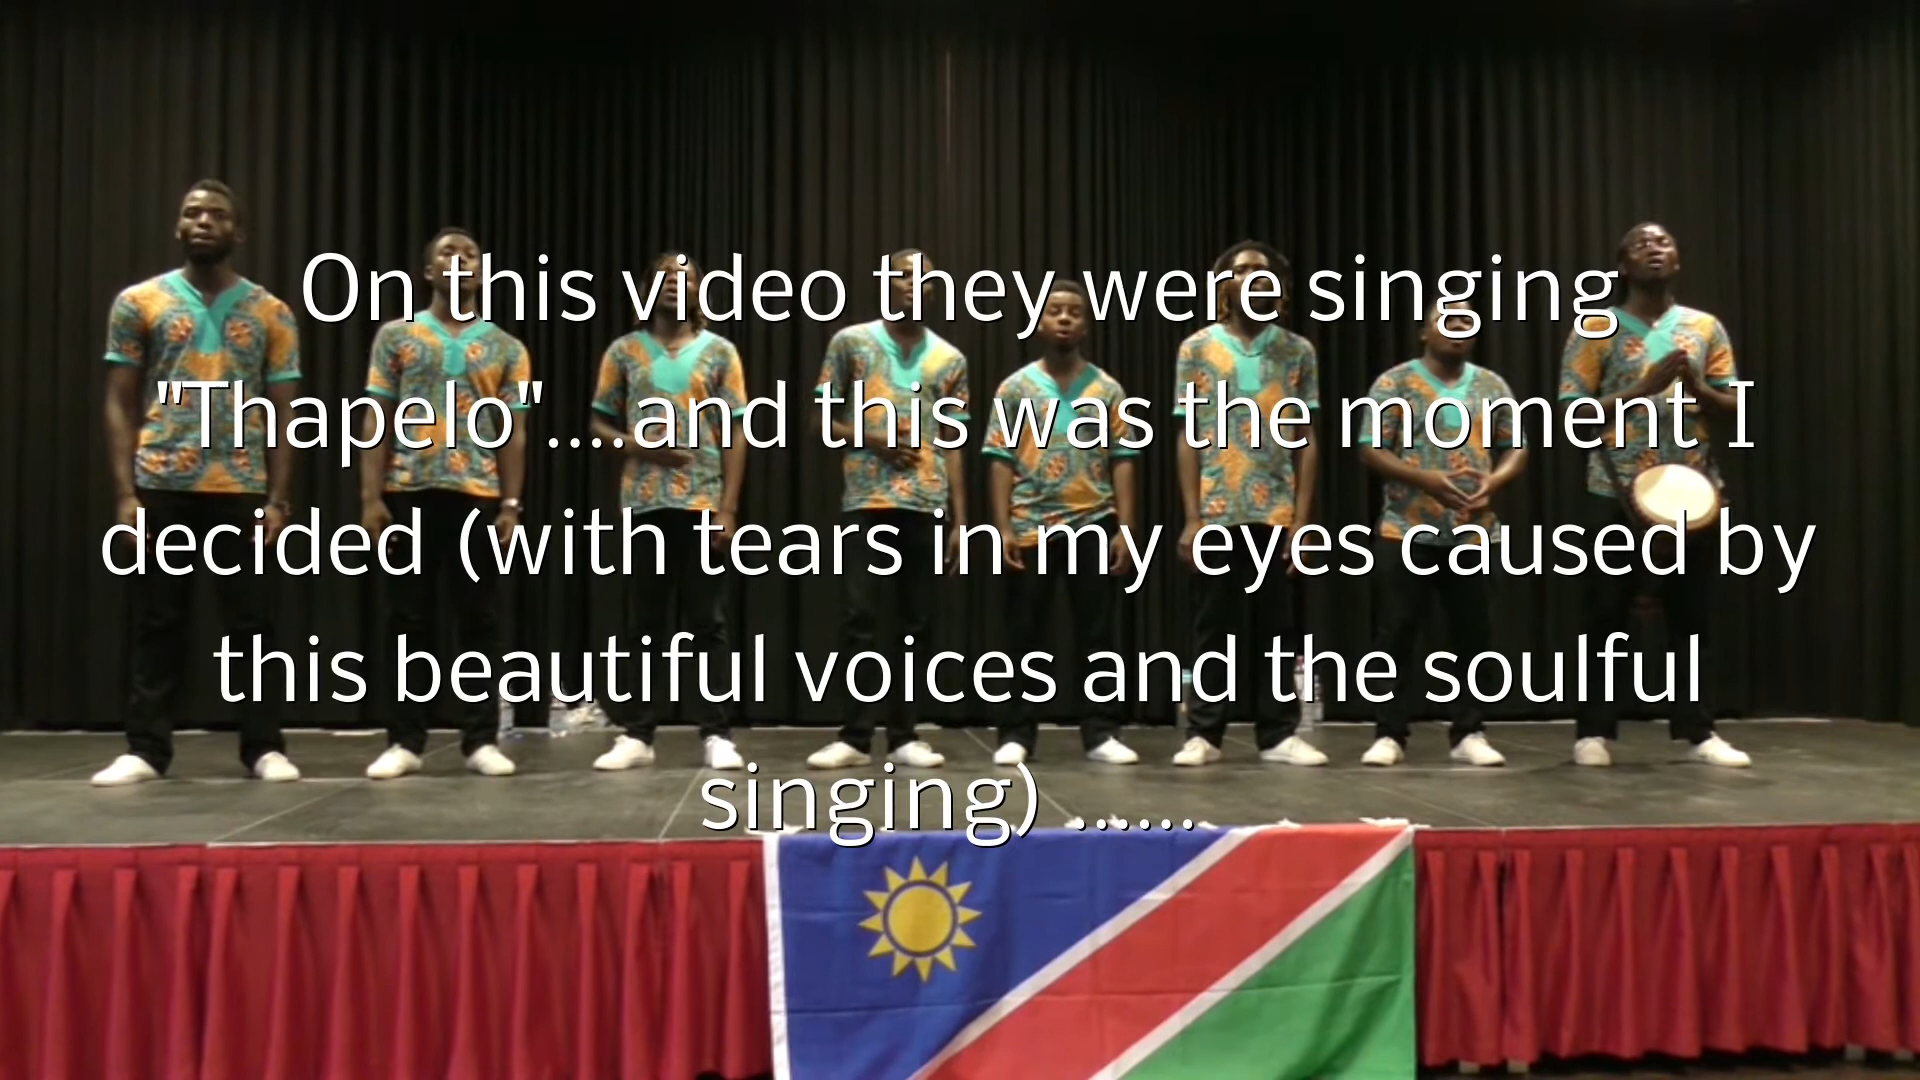 On this video they were singing
"Thapelo"....and this was the moment I
decided (with tears in my eyes caused by
this beautiful voices and the soulful
singing) ......